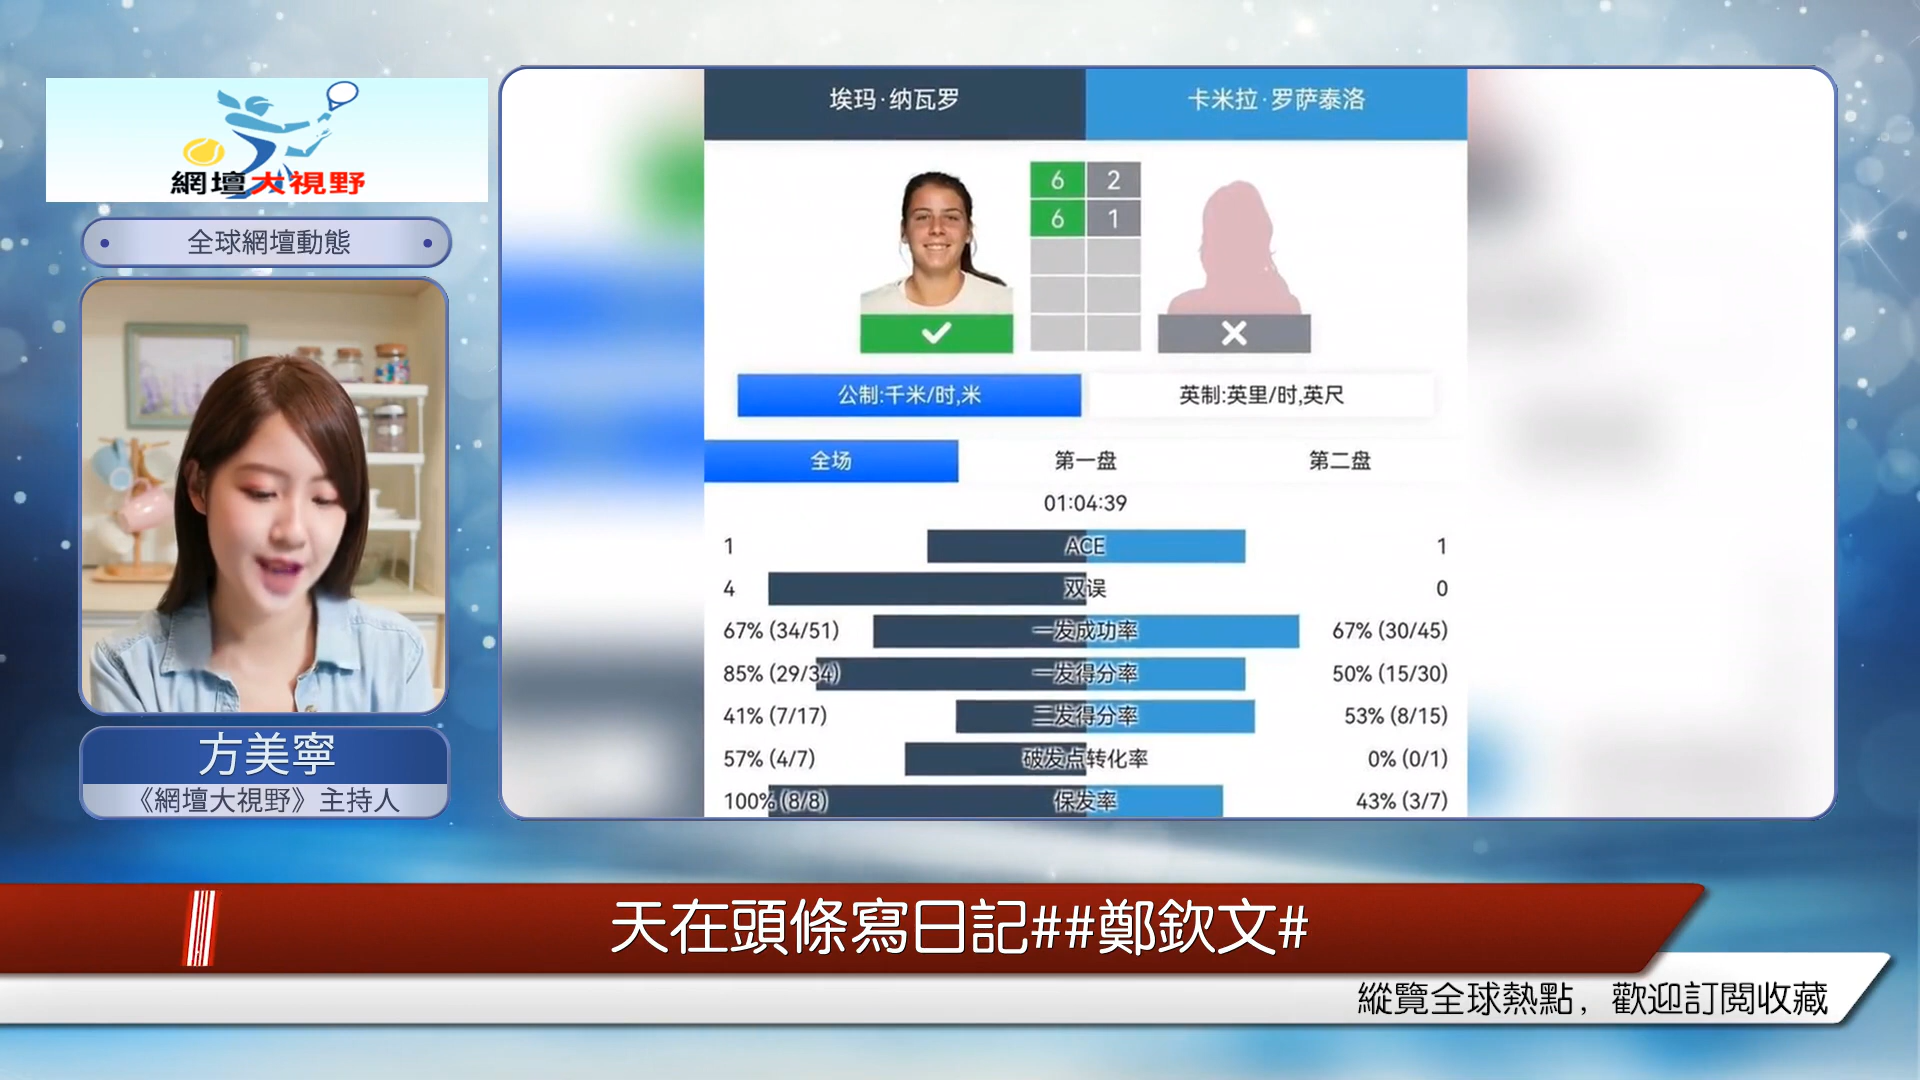 網壇大視野
全球網壇動態
方美寧
《網壇大視野》主持人
埃玛·纳瓦罗
卡米拉·罗萨泰洛
6 2
6 1
公制:千米/时,米
英制:英里/时,英尺
全场
第一盘
第二盘
01:04:39
1 ACE 1
4 双误 0
67% (34/51) 一发成功率 67% (30/45)
85% (29/34) 一发得分率 50% (15/30)
41% (7/17) 二发得分率 53% (8/15)
57% (4/7) 破发点转化率 0% (0/1)
100% (8/8) 保发率 43% (3/7)
天在頭條寫日記##鄭欽文#
縱覽全球熱點，歡迎訂閱收藏